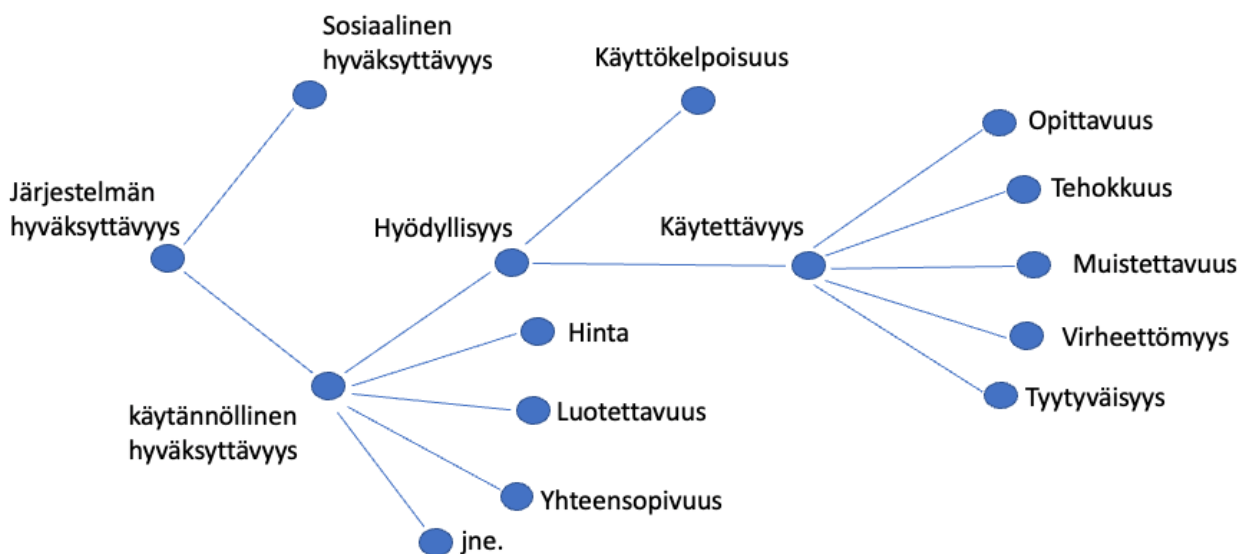 Sosiaalinen
hyväksyttävyys
Käyttökelpoisuus
Opittavuus
Järjestelmän
hyväksyttävyys
Tehokkuus
Hyödyllisyys
Käytettävyys
Muistettavuus
Hinta
Virheettömyys
Tyytyväisyys
käytännöllinen
hyväksyttävyys
Luotettavuus
Yhteensopivuus
jne.